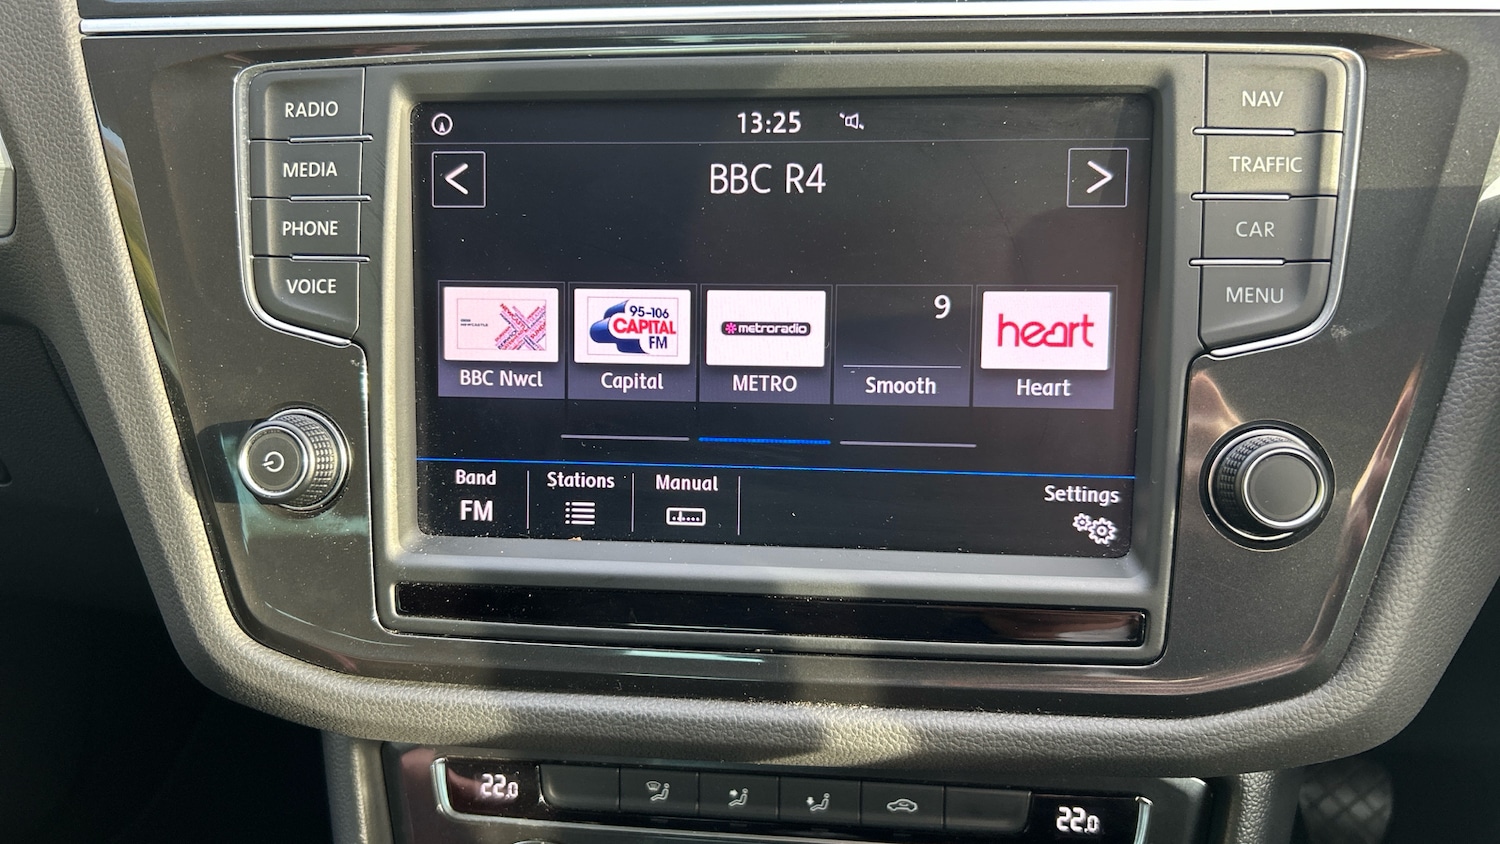 RADIO
MEDIA
PHONE
VOICE
13:25
BBC R4
NAV
TRAFFIC
CAR
MENU
BBC Nwcl
95-106
CAPITAL
FM
Capital
metroradio
METRO
9
Smooth
heart
Heart
Band
FM
Stations
Manual
Settings
22.0
22.0